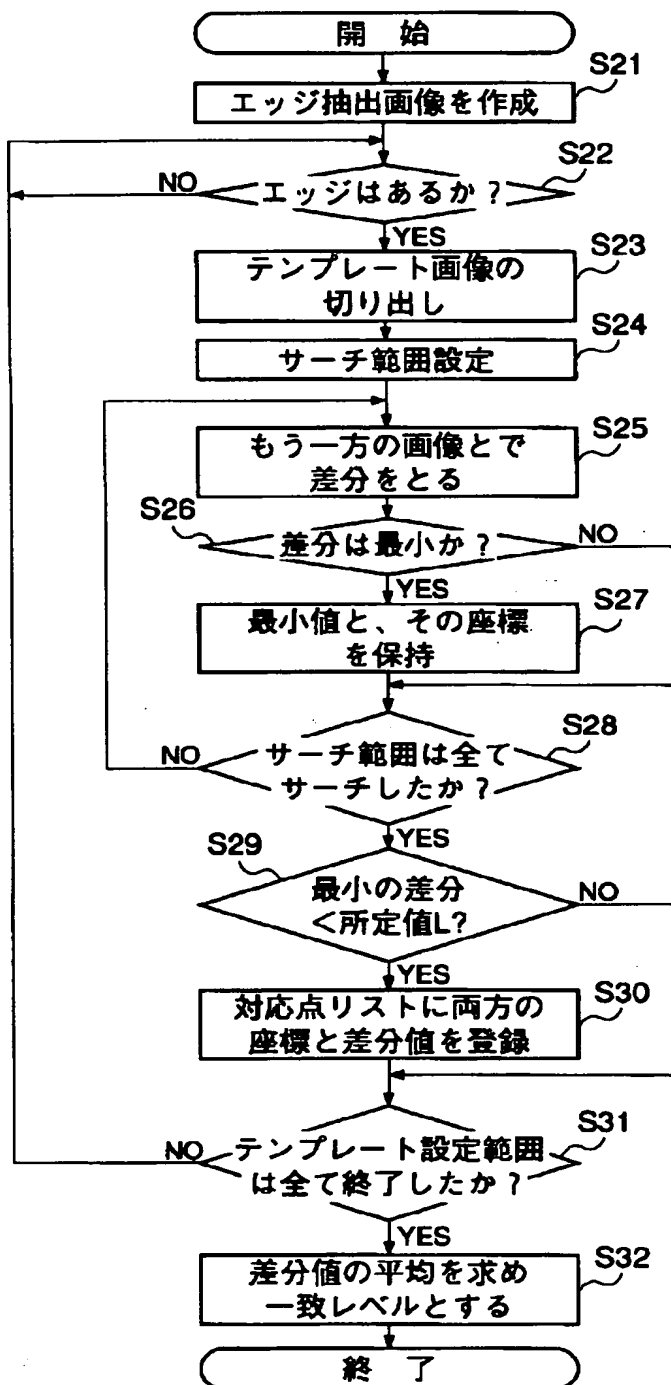 開 始
S21
エッジ抽出画像を作成
S22
NO
エッジはあるか?
YES
S23
テンプレート画像の
切り出し
S24
サーチ範囲設定
S25
もう一方の画像とで
差分をとる
S26
差分は最小か?
NO
YES
S27
最小値と、その座標
を保持
S28
NO
サーチ範囲は全て
サーチしたか?
YES
S29
最小の差分
<所定値L?
NO
YES
S30
対応点リストに両方の
座標と差分値を登録
S31
NO
テンプレート設定範囲
は全て終了したか?
YES
S32
差分値の平均を求め
一致レベルとする
終 了